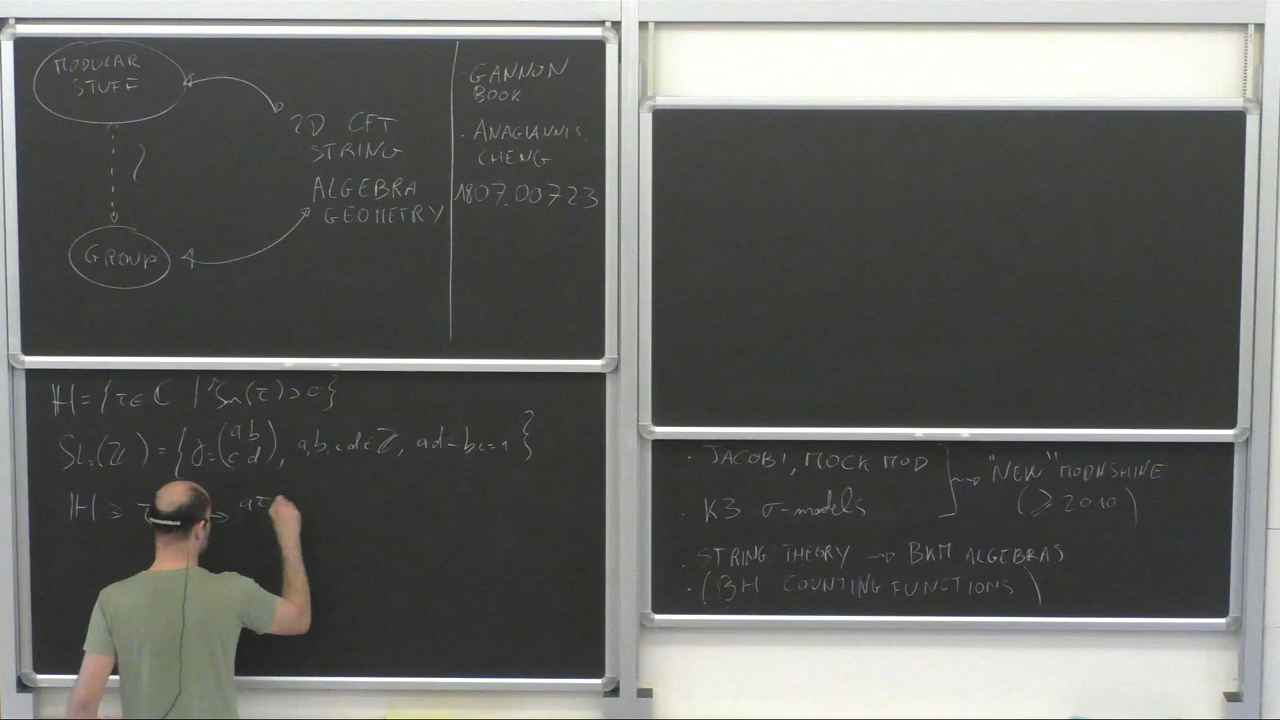 MODULAR
STUFF
GROUP
2D CFT
STRING
ALGEBRA
GEOMETRY
GANNON
BOOK
· ANAGIANNIS,
CHENG
1807.00723
ℍ = {τ ∈ ℂ | Im(τ) > 0}
SL₂(ℤ) = {γ = (a b
c d), a,b,c,d ∈ ℤ, ad - bc = 1}
ℍ ∋ → aτ
· JACOBI, MOCK MOD
· K3 σ-models
→ "NEW" MOONSHINE
(≥ 2010)
· STRING THEORY → BKM ALGEBRAS
· (BH COUNTING FUNCTIONS)